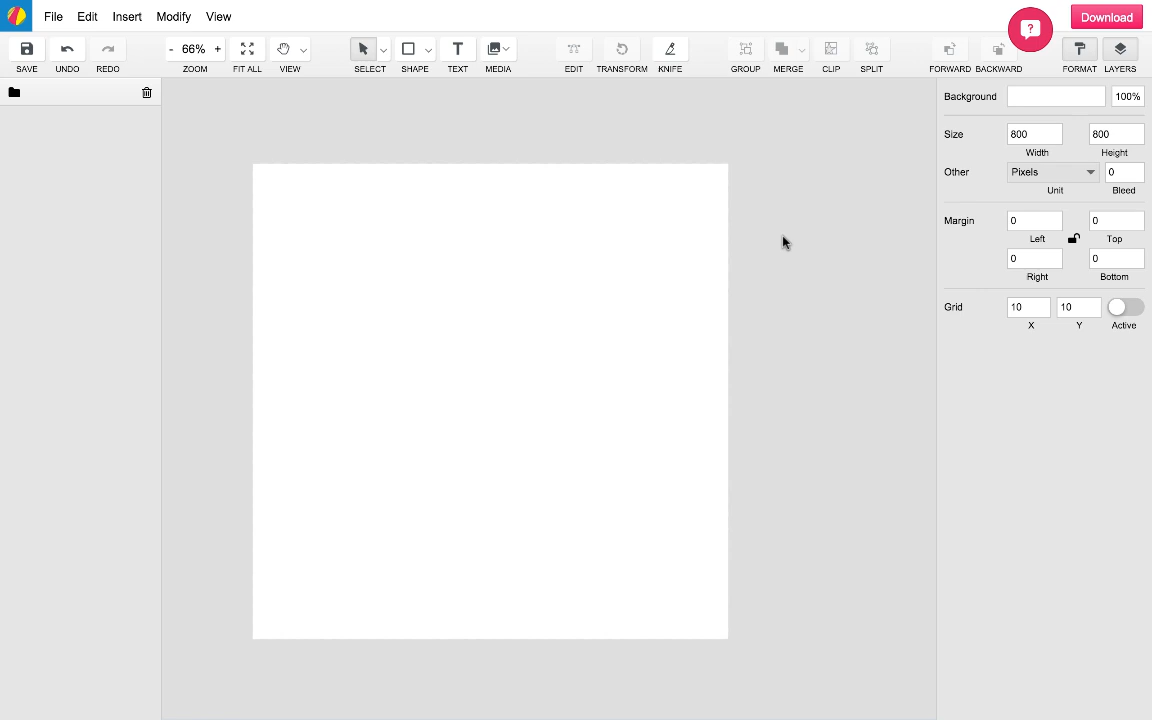 File Edit Insert Modify View
Download
- 66% +
SAVE UNDO REDO ZOOM FIT ALL VIEW SELECT SHAPE TEXT MEDIA EDIT TRANSFORM KNIFE GROUP MERGE CLIP SPLIT FORWARD BACKWARD FORMAT LAYERS
Background 100%
Size 800 800
Width Height
Other Pixels 0
Unit Bleed
Margin 0 0
Left Top
0 0
Right Bottom
Grid 10 10
X Y Active